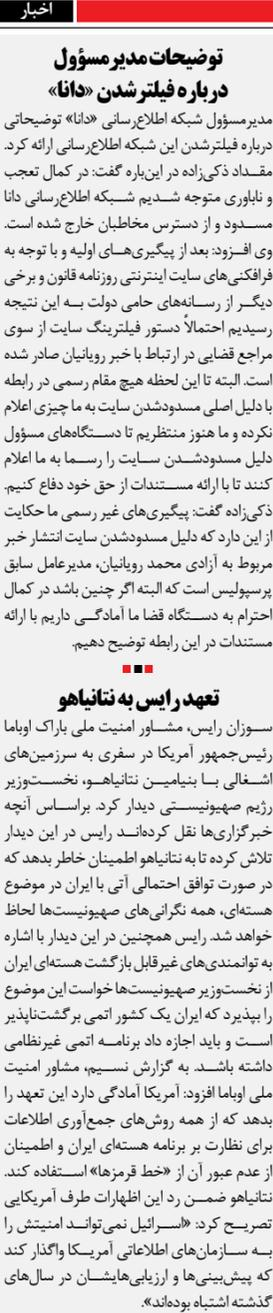 اخبار
توضیحات مدیرمسؤول
درباره فیلترشدن «دانا»
مدیرمسؤول شبکه اطلاع‌رسانی «دانا» توضیحاتی
درباره فیلترشدن این شبکه اطلاع‌رسانی ارائه کرد.
مقداد ذکی‌زاده در این‌باره گفت: در کمال تعجب
و ناباوری متوجه شدیم شبکه اطلاع‌رسانی دانا
مسدود و از دسترس مخاطبان خارج شده است.
وی افزود: بعد از پیگیری‌های اولیه و با توجه به
فرافکنی‌های سایت اینترنتی روزنامه قانون و برخی
دیگر از رسانه‌های حامی دولت به این نتیجه
رسیدیم احتمالاً دستور فیلترینگ سایت از سوی
مراجع قضایی در ارتباط با خبر رویانیان صادر شده
است. البته تا این لحظه هیچ مقام رسمی در رابطه
با دلیل اصلی مسدودشدن سایت به ما چیزی اعلام
نکرده و ما هنوز منتظریم تا دستگاه‌های مسؤول
دلیل مسدودشدن سایت را رسما به ما اعلام
کنند تا با ارائه مستندات از حق خود دفاع کنیم.
ذکی‌زاده گفت: پیگیری‌های غیر رسمی ما حکایت
از این دارد که دلیل مسدودشدن سایت انتشار خبر
مربوط به آزادی محمد رویانیان، مدیرعامل سابق
پرسپولیس است که البته اگر چنین باشد در کمال
احترام به دستگاه قضا ما آمادگی داریم با ارائه
مستندات در این رابطه توضیح دهیم.
تعهد رایس به نتانیاهو
سوزان رایس، مشاور امنیت ملی باراک اوباما
رئیس‌جمهور آمریکا در سفری به سرزمین‌های
اشغالی با بنیامین نتانیاهو، نخست‌وزیر
رژیم صهیونیستی دیدار کرد. براساس آنچه
خبرگزاری‌ها نقل کرده‌اند رایس در این دیدار
تلاش کرده تا به نتانیاهو اطمینان خاطر بدهد که
در صورت توافق احتمالی آتی با ایران در موضوع
هسته‌ای، همه نگرانی‌های صهیونیست‌ها لحاظ
خواهد شد. رایس همچنین در این دیدار با اشاره
به توانمندی‌های غیرقابل بازگشت هسته‌ای ایران
از نخست‌وزیر صهیونیست‌ها خواست این موضوع
را بپذیرد که ایران یک کشور اتمی برگشت‌ناپذیر
است و باید اجازه داد برنامه اتمی غیرنظامی
داشته باشد. به گزارش نسیم، مشاور امنیت
ملی اوباما افزود: آمریکا آمادگی دارد این تعهد را
بدهد که از همه روش‌های جمع‌آوری اطلاعات
برای نظارت بر برنامه هسته‌ای ایران و اطمینان
از عدم عبور آن از «خط قرمزها» استفاده کند.
نتانیاهو ضمن رد این اظهارات طرف آمریکایی
تصریح کرد: «اسرائیل نمی‌تواند امنیتش را
به سازمان‌های اطلاعاتی آمریکا واگذار کند
که پیش‌بینی‌ها و ارزیابی‌هایشان در سال‌های
گذشته اشتباه بوده‌اند».